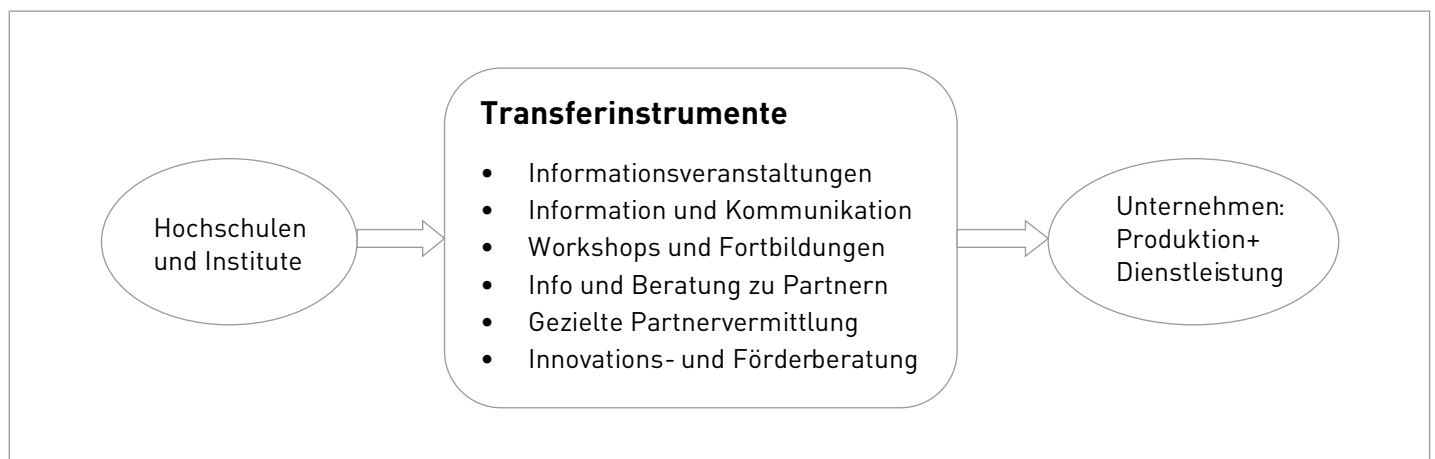 Hochschulen
und Institute
Transferinstrumente
• Informationsveranstaltungen
• Information und Kommunikation
• Workshops und Fortbildungen
• Info und Beratung zu Partnern
• Gezielte Partnervermittlung
• Innovations- und Förderberatung
Unternehmen:
Produktion+
Dienstleistung